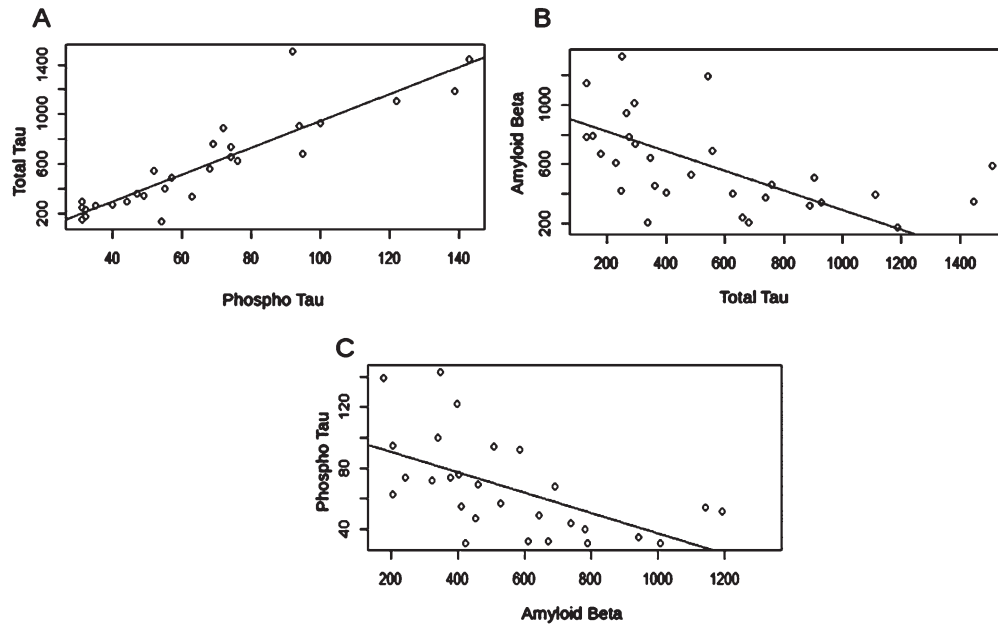 A
Total Tau
200 600 1000 1400
40 60 80 100 120 140
Phospho Tau
B
Amyloid Beta
200 600 1000
200 400 600 800 1000 1200 1400
Total Tau
C
Phospho Tau
40 80 120
200 400 600 800 1000 1200
Amyloid Beta